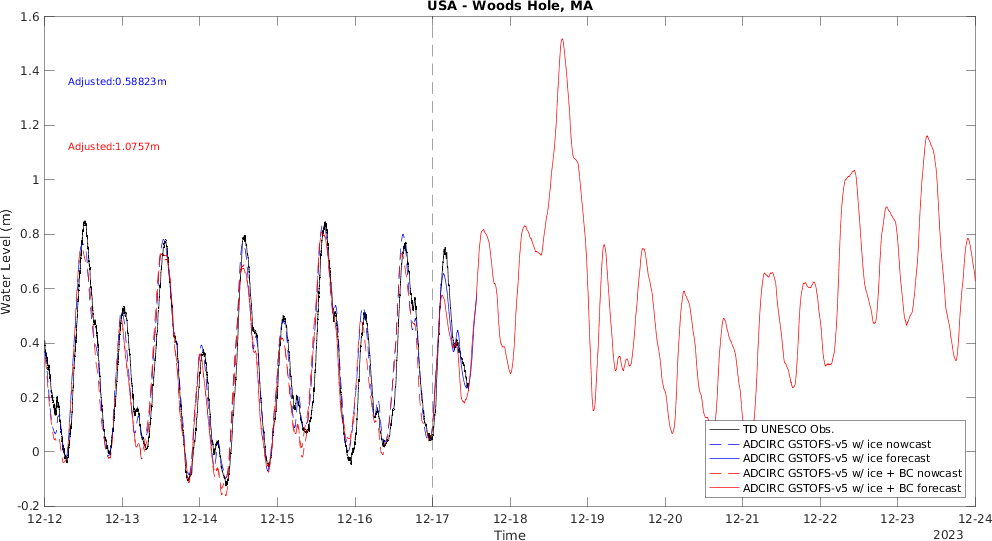 USA - Woods Hole, MA
1.6
1.4
1.2
1
0.8
0.6
0.4
0.2
0
-0.2
Water Level (m)
Adjusted:0.58823m
Adjusted:1.0757m
TD UNESCO Obs.
ADCIRC GSTOFS-v5 w/ ice nowcast
ADCIRC GSTOFS-v5 w/ ice forecast
ADCIRC GSTOFS-v5 w/ ice + BC nowcast
ADCIRC GSTOFS-v5 w/ ice + BC forecast
12-12 12-13 12-14 12-15 12-16 12-17 12-18 12-19 12-20 12-21 12-22 12-23 12-24
Time
2023